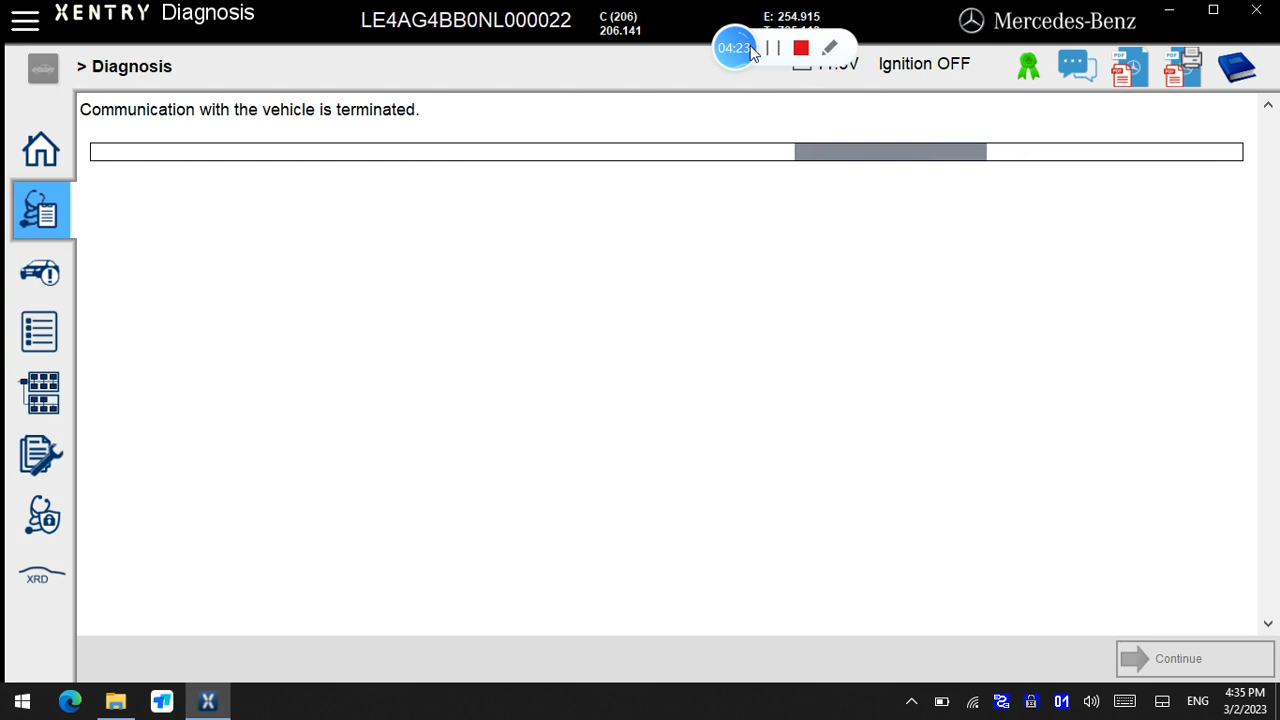 XENTRY Diagnosis
LE4AG4BB0NL000022
C (206)
206.141
E: 254.915
Mercedes-Benz
04:23
> Diagnosis
Ignition OFF
Communication with the vehicle is terminated.
XRD
Continue
ENG
4:35 PM
3/2/2023